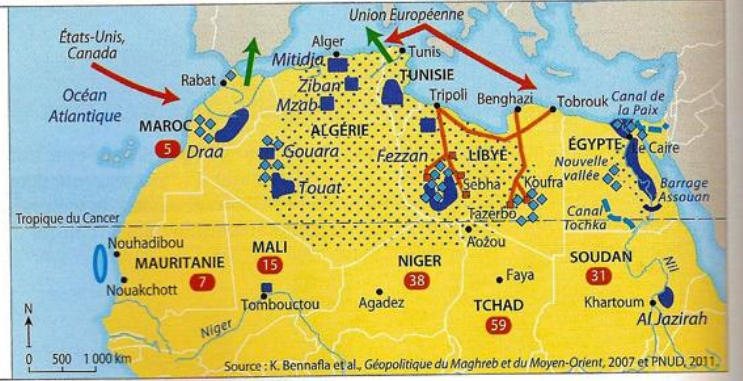 Union Européenne
États-Unis,
Canada
Océan
Atlantique
Rabat
Alger
Mitidja
Tunis
TUNISIE
Ziban
Mzab
Tripoli
Benghazi
Tobrouk
Canal de
la Paix
MAROC
5
Draa
ALGÉRIE
Gouara
Touat
Fezzan
LIBYE
Sebha
Koufra
Tazerbo
ÉGYPTE
Le Caire
Nouvelle
vallée
Barrage
Assouan
Canal
Tochka
Tropique du Cancer
Aozou
Nouhadibou
MAURITANIE
7
Nouakchott
MALI
15
Tombouctou
Niger
NIGER
38
Agadez
Faya
TCHAD
59
SOUDAN
31
Nil
Khartoum
Al Jazirah
N
0 500 1 000 km
Source : K. Bennafla et al., Géopolitique du Maghreb et du Moyen-Orient, 2007 et PNUD, 2011.